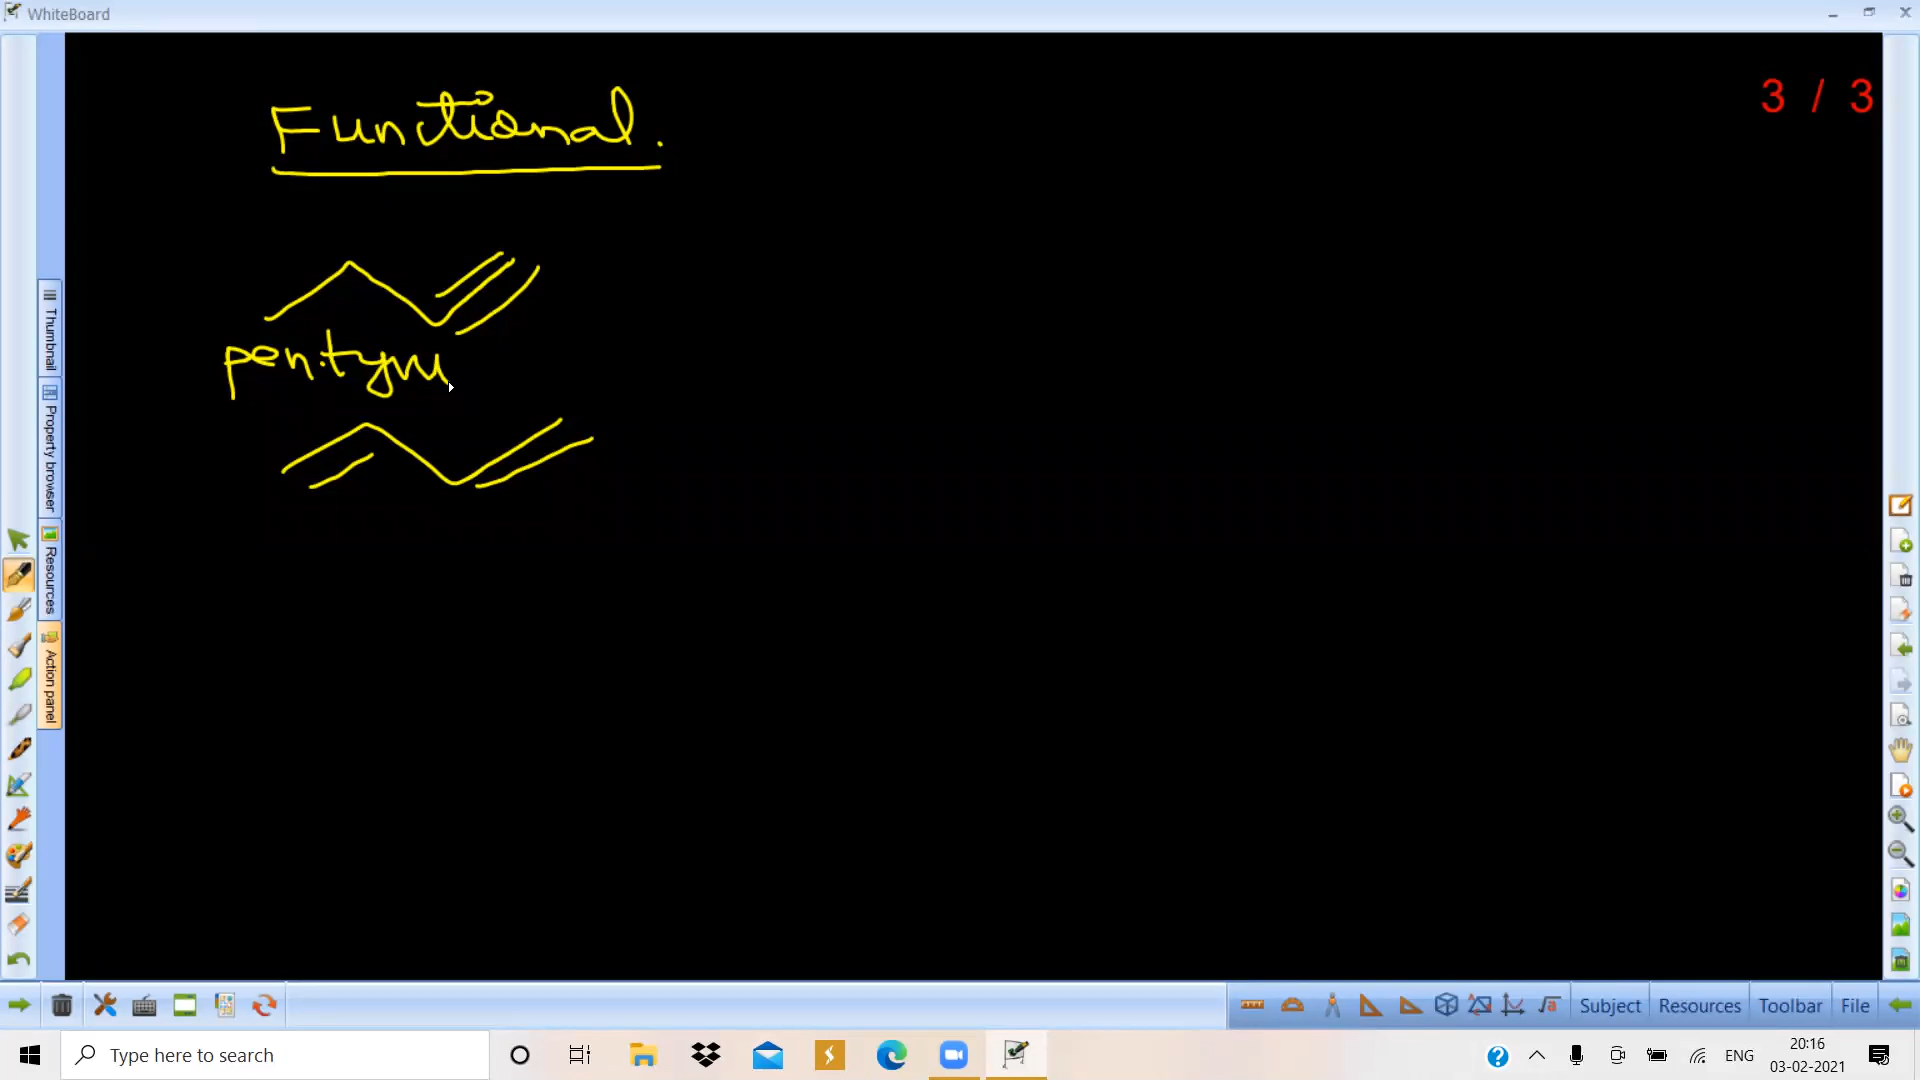 WhiteBoard
3 / 3
Functional.
Thumbnail
pentyn
Property browser
Resources
Action panel
Subject Resources Toolbar File
Type here to search
ENG
20:16
03-02-2021